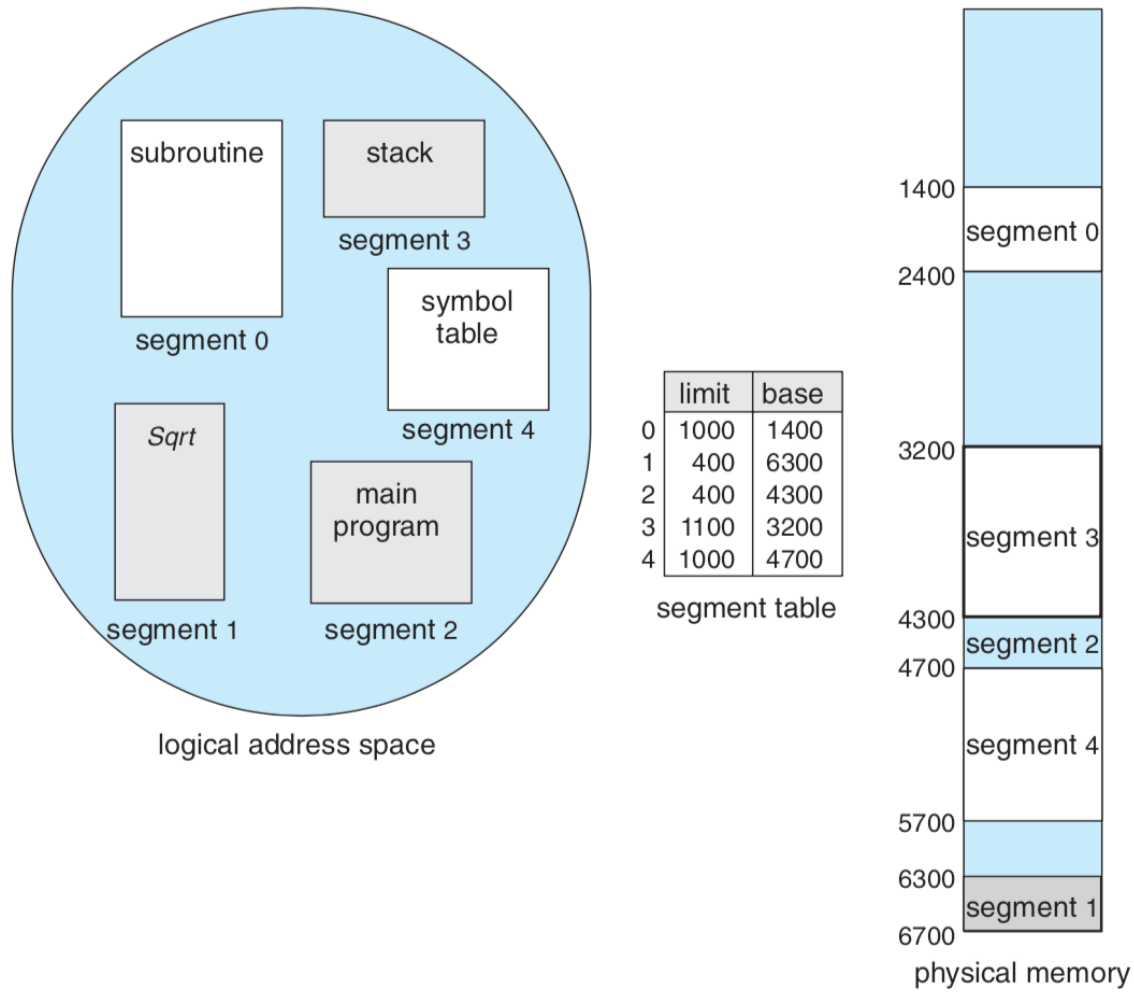 subroutine
segment 0
stack
segment 3
symbol
table
segment 4
Sqrt
segment 1
main
program
segment 2
logical address space
limit base
0 1000 1400
1 400 6300
2 400 4300
3 1100 3200
4 1000 4700
segment table
1400
segment 0
2400
3200
segment 3
4300
segment 2
4700
segment 4
5700
6300
segment 1
6700
physical memory